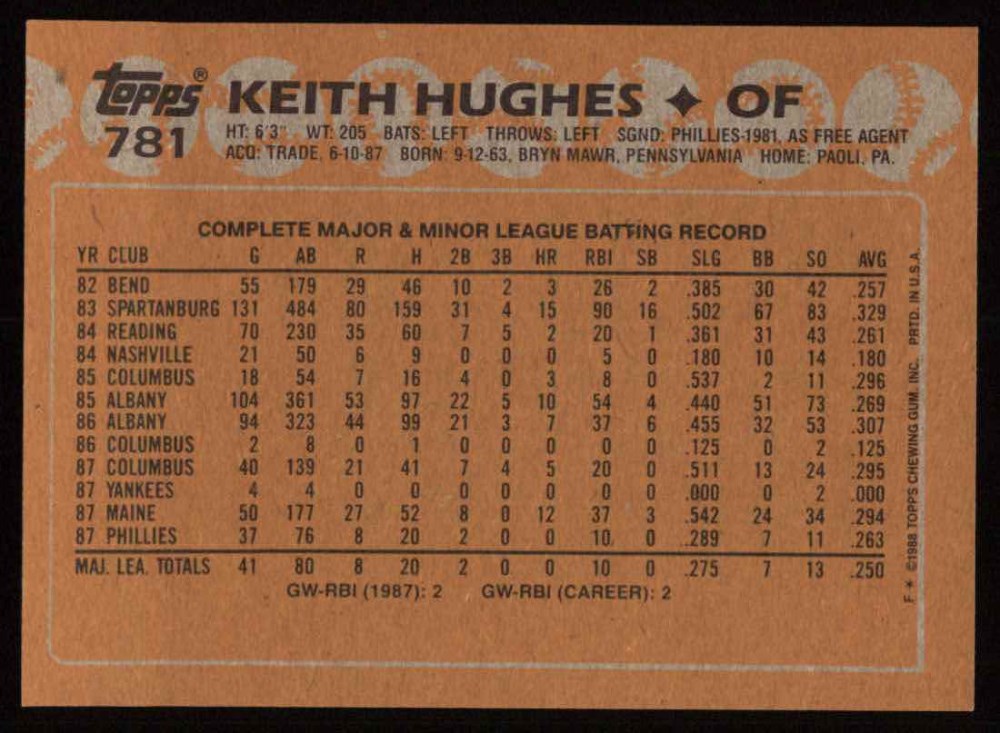 topps® KEITH HUGHES ✦ OF
781 HT: 6'3" WT: 205 BATS: LEFT THROWS: LEFT SGND: PHILLIES-1981, AS FREE AGENT
ACQ: TRADE, 6-10-87 BORN: 9-12-63, BRYN MAWR, PENNSYLVANIA HOME: PAOLI, PA.
COMPLETE MAJOR & MINOR LEAGUE BATTING RECORD
YR CLUB G AB R H 2B 3B HR RBI SB SLG BB SO AVG
82 BEND 55 179 29 46 10 2 3 26 2 .385 30 42 .257
83 SPARTANBURG 131 484 80 159 31 4 15 90 16 .502 67 83 .329
84 READING 70 230 35 60 7 5 2 20 1 .361 31 43 .261
84 NASHVILLE 21 50 6 9 0 0 0 5 0 .180 10 14 .180
85 COLUMBUS 18 54 7 16 4 0 3 8 0 .537 2 11 .296
85 ALBANY 104 361 53 97 22 5 10 54 4 .440 51 73 .269
86 ALBANY 94 323 44 99 21 3 7 37 6 .455 32 53 .307
86 COLUMBUS 2 8 0 1 0 0 0 0 0 .125 0 2 .125
87 COLUMBUS 40 139 21 41 7 4 5 20 0 .511 13 24 .295
87 YANKEES 4 4 0 0 0 0 0 0 0 .000 0 2 .000
87 MAINE 50 177 27 52 8 0 12 37 3 .542 24 34 .294
87 PHILLIES 37 76 8 20 2 0 0 10 0 .289 7 11 .263
MAJ. LEA. TOTALS 41 80 8 20 2 0 0 10 0 .275 7 13 .250
GW-RBI (1987): 2 GW-RBI (CAREER): 2
F * ©1988 TOPPS CHEWING GUM, INC. PRTD. IN U.S.A.